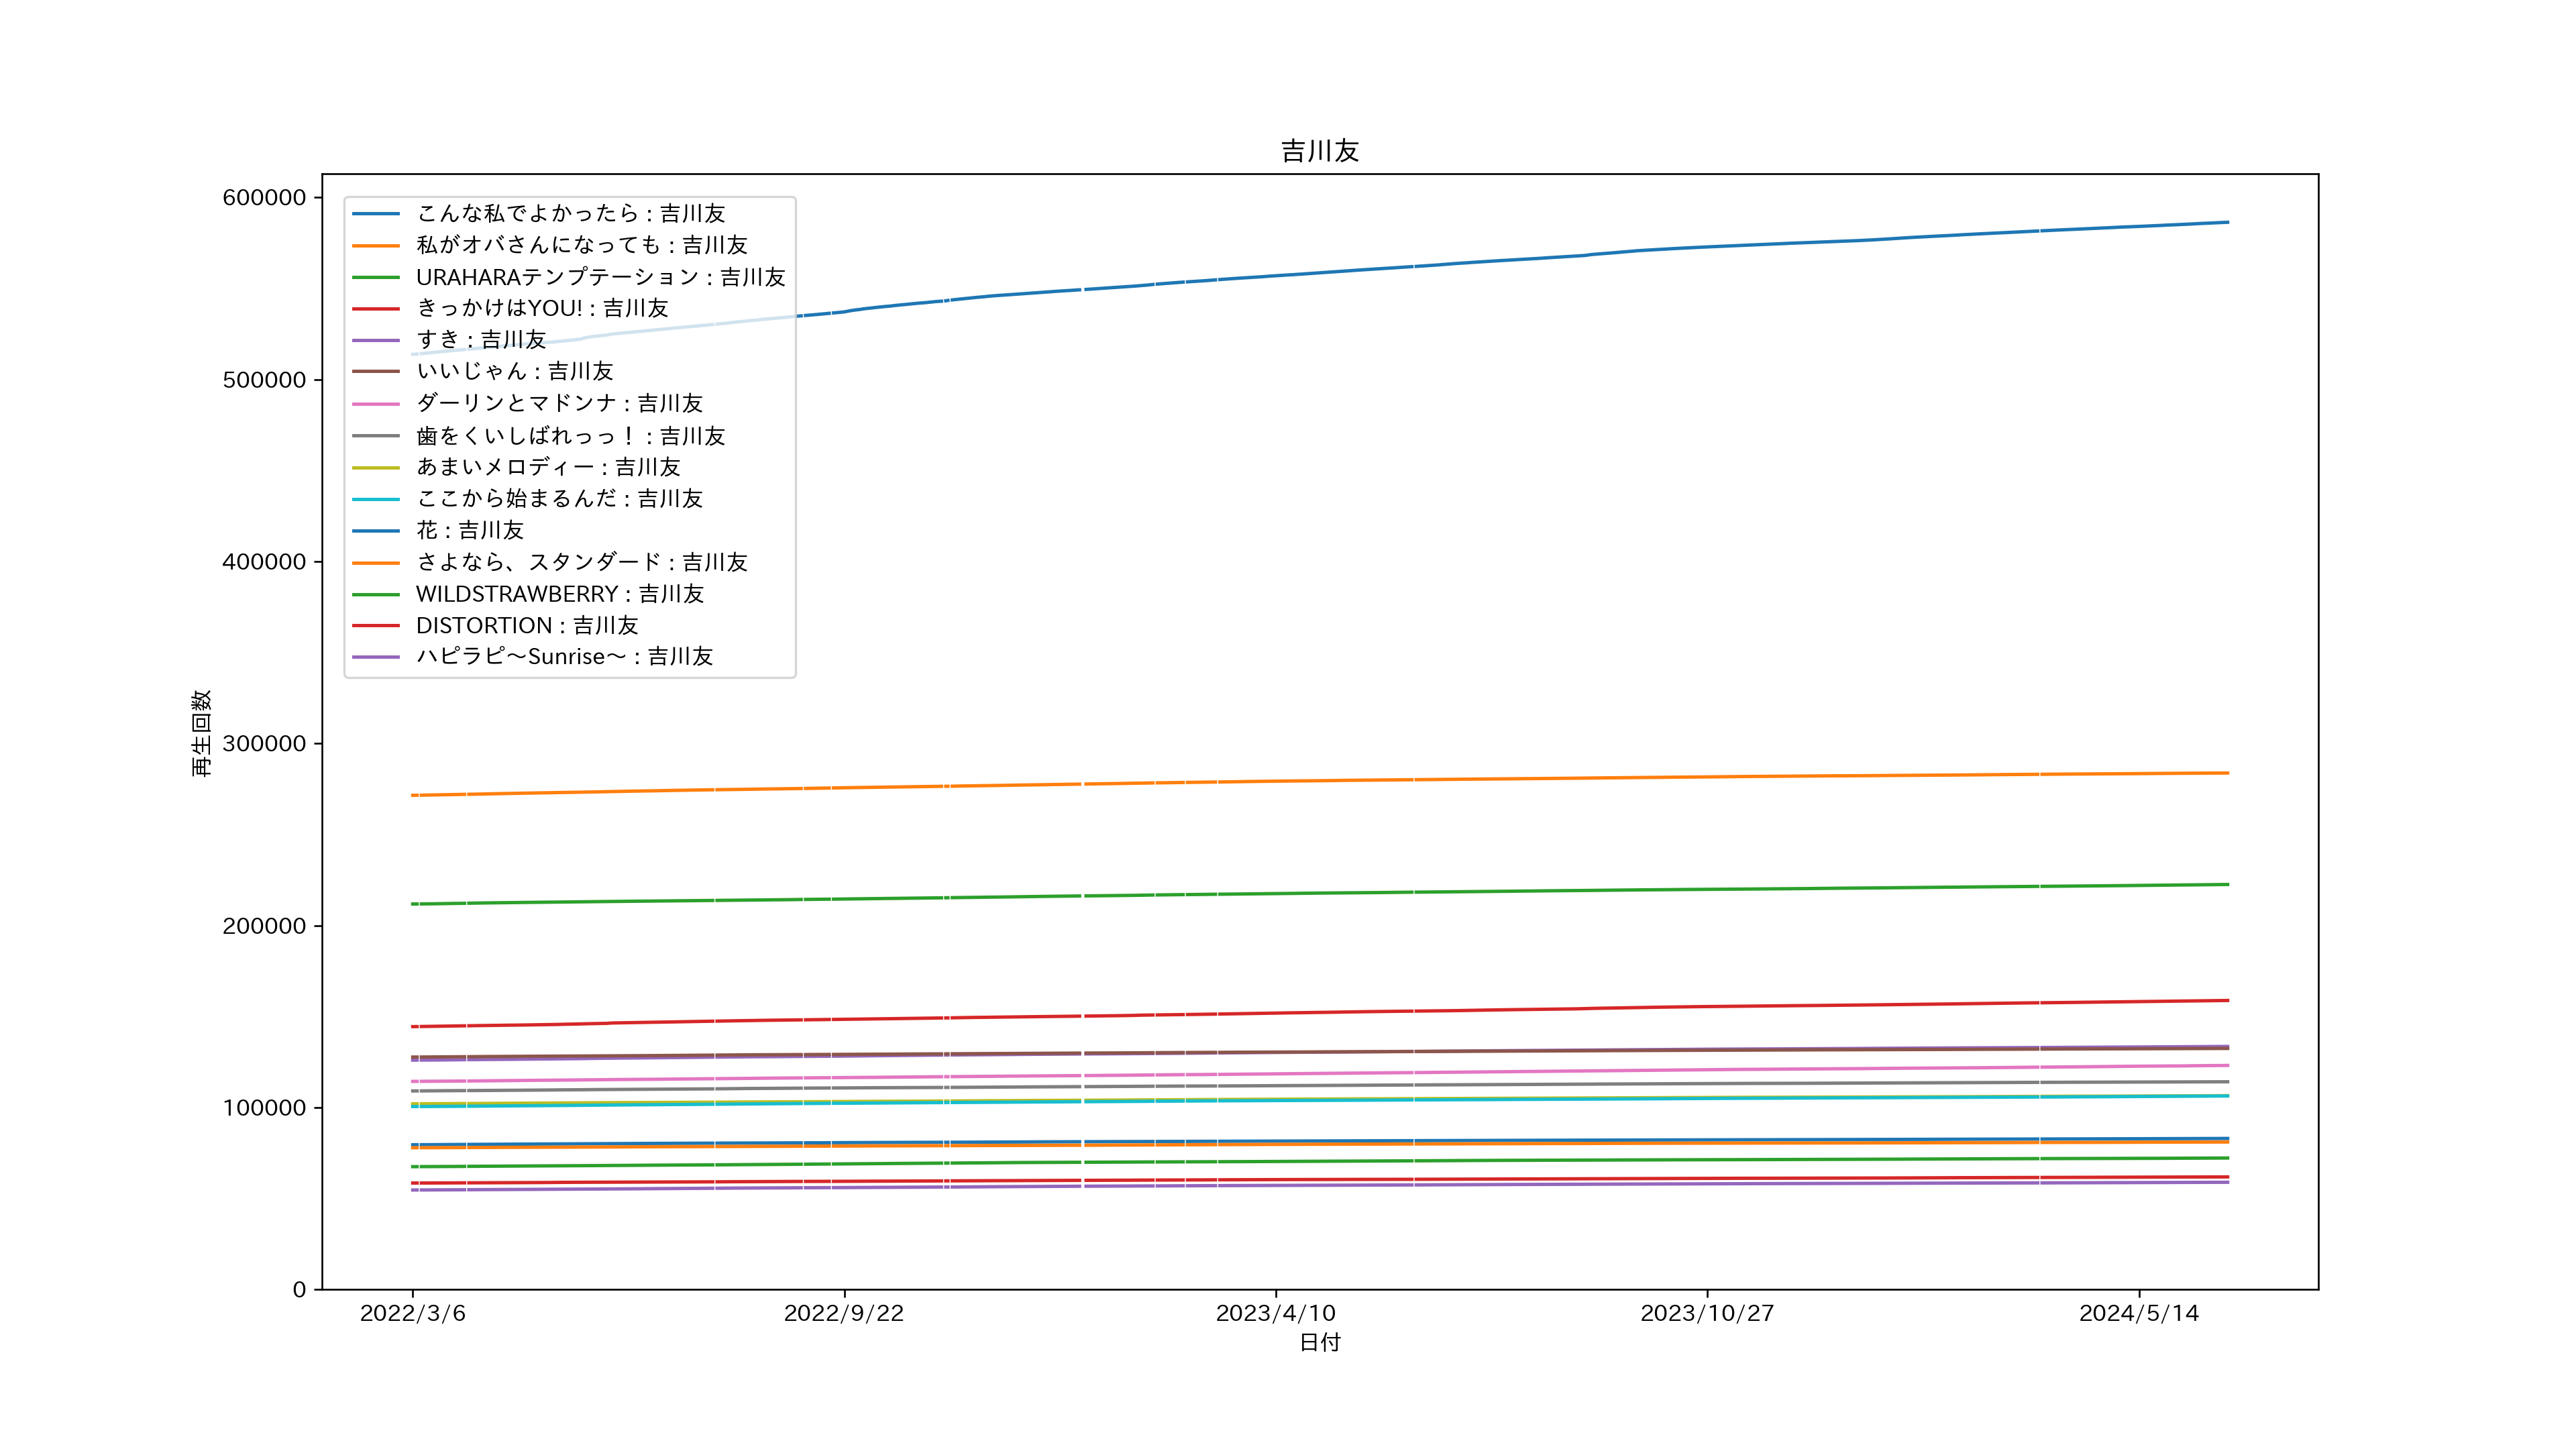 吉川友
600000
500000
400000
300000
200000
100000
0
再生回数
こんな私でよかったら : 吉川友
私がオバさんになっても : 吉川友
URAHARAテンプテーション : 吉川友
きっかけはYOU! : 吉川友
すき : 吉川友
いいじゃん : 吉川友
ダーリンとマドンナ : 吉川友
歯をくいしばれっっ！ : 吉川友
あまいメロディー : 吉川友
ここから始まるんだ : 吉川友
花 : 吉川友
さよなら、スタンダード : 吉川友
WILDSTRAWBERRY : 吉川友
DISTORTION : 吉川友
ハピラピ～Sunrise～ : 吉川友
2022/3/6
2022/9/22
2023/4/10
2023/10/27
2024/5/14
日付